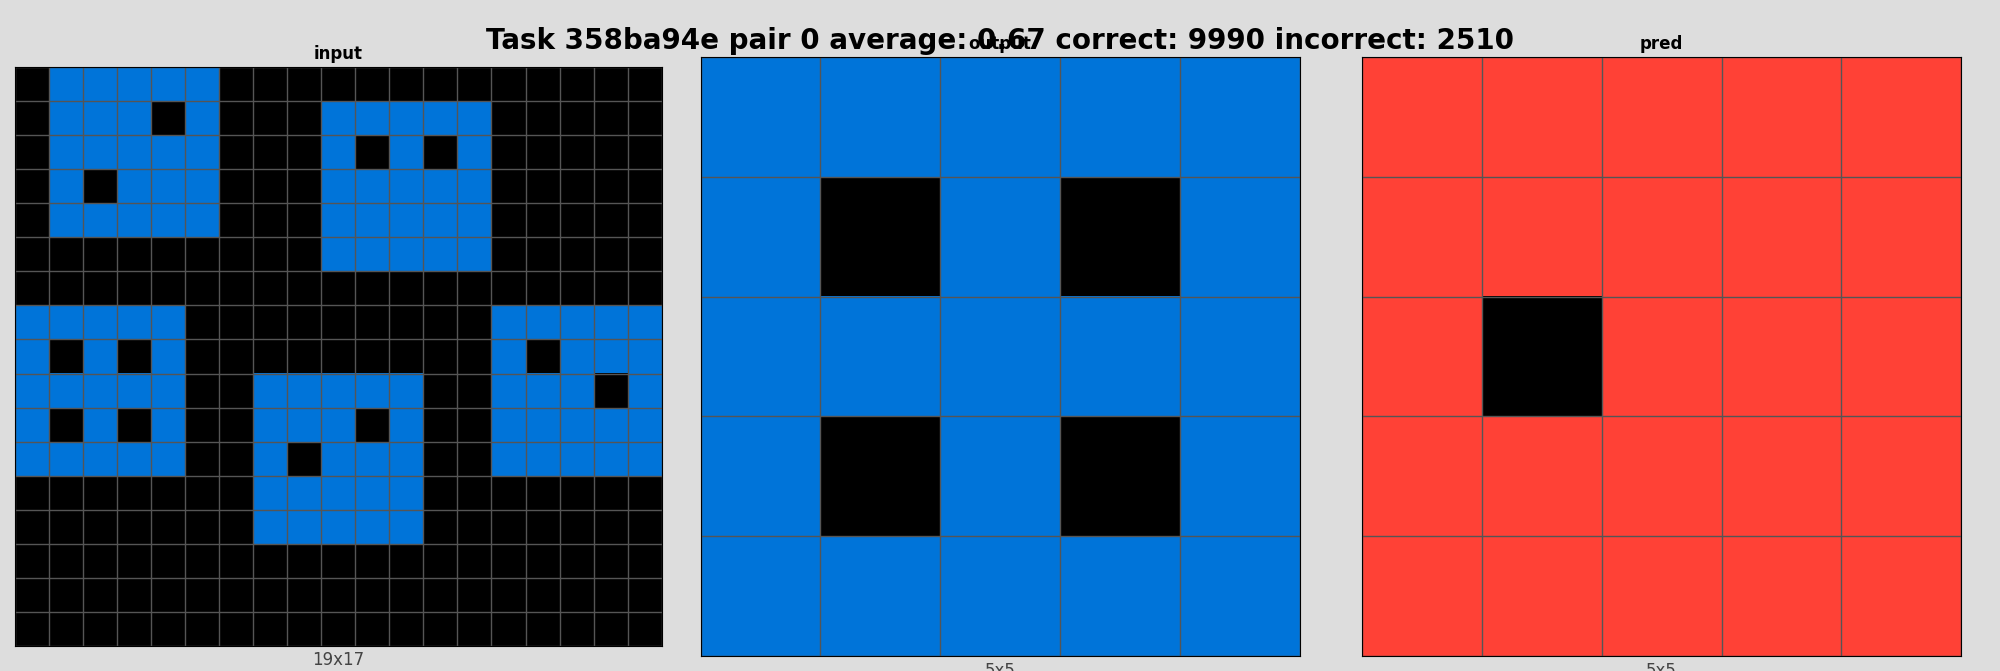 Task 358ba94e pair 0 average: 0.67 correct: 9990 incorrect: 2510
input
output
pred
19x17
5x5
5x5